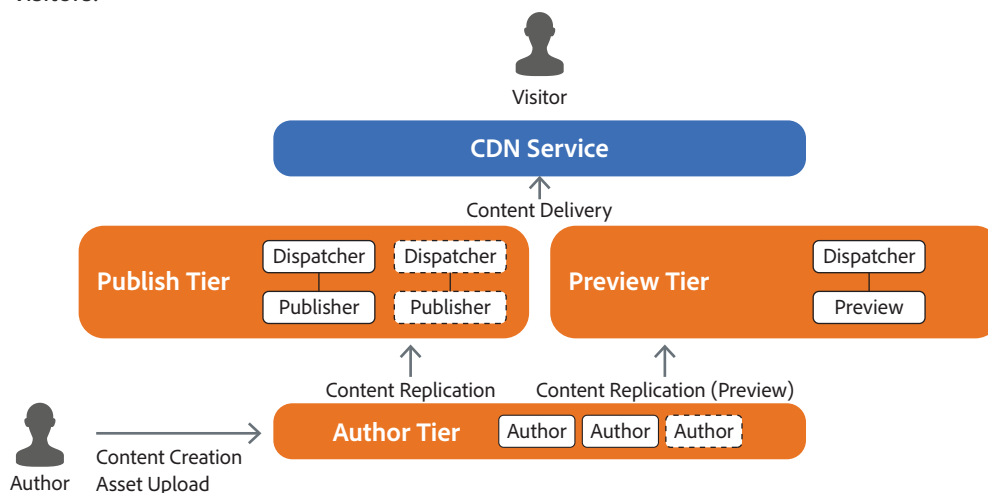 visitors.
Visitor
CDN Service
Content Delivery
Publish Tier
Dispatcher
Dispatcher
Publisher
Publisher
Preview Tier
Dispatcher
Preview
Content Replication
Content Replication (Preview)
Author Tier
Author
Author
Author
Author
Content Creation
Asset Upload